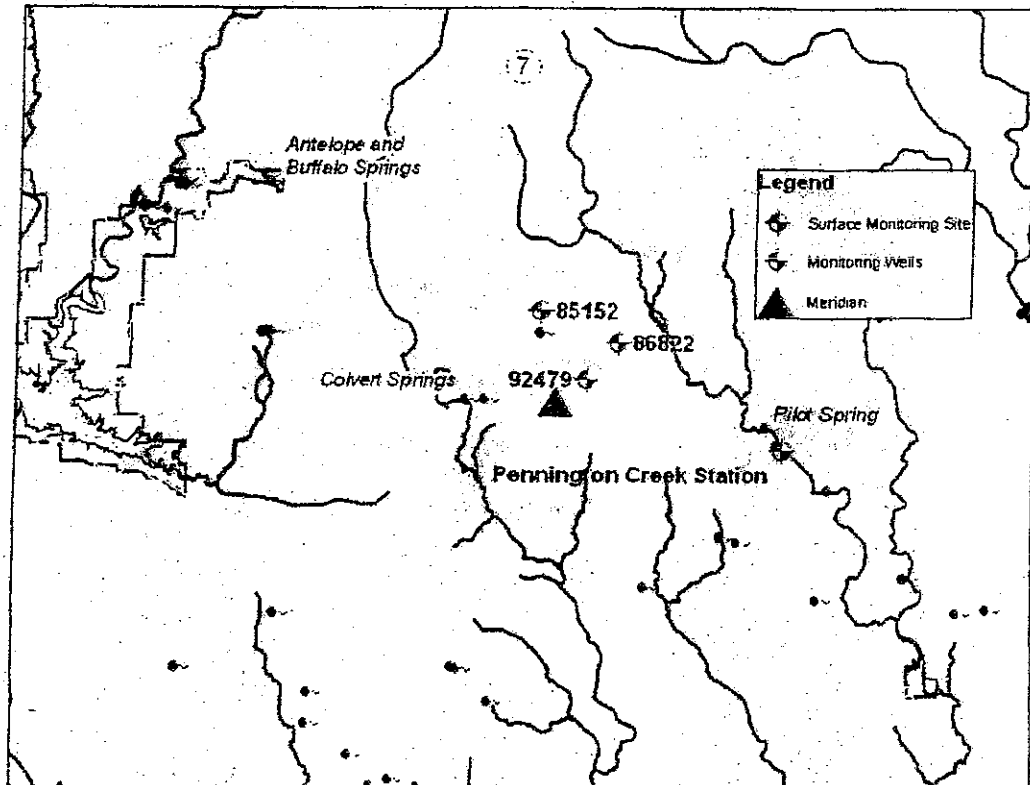 7
Antelope and
Buffalo Springs
Legend
Surface Monitoring Site
Monitoring Wells
Meridian
85152
86822
Colvert Springs
92479
Pilot Spring
Pennington Creek Station